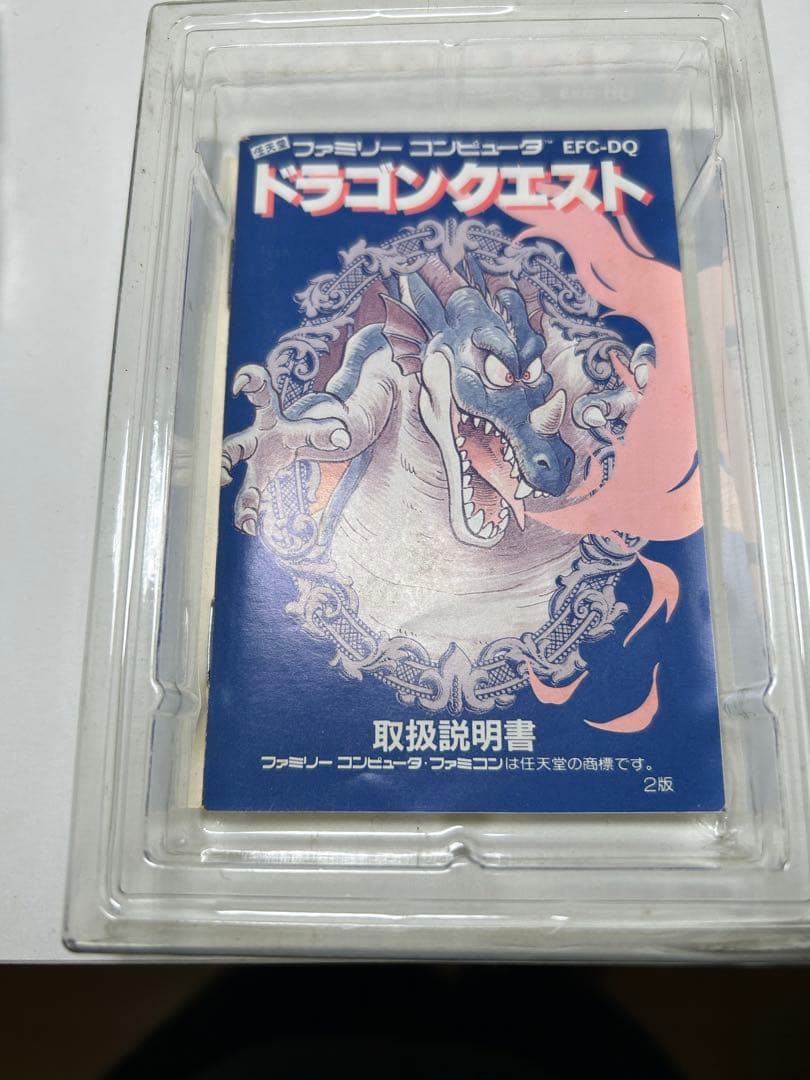 任天堂 ファミリー コンピュータ™ EFC-DQ
ドラゴンクエスト
取扱説明書
ファミリー コンピュータ・ファミコンは任天堂の商標です。
2版